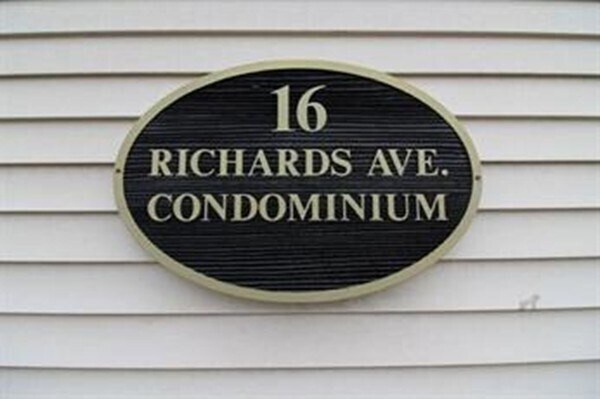 16
RICHARDS AVE.
CONDOMINIUM